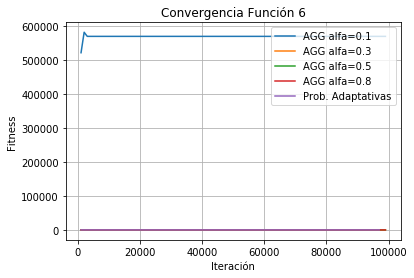 Convergencia Función 6
AGG alfa=0.1
AGG alfa=0.3
AGG alfa=0.5
AGG alfa=0.8
Prob. Adaptativas
600000
500000
400000
300000
200000
100000
0
Fitness
0
20000
40000
60000
80000
100000
Iteración